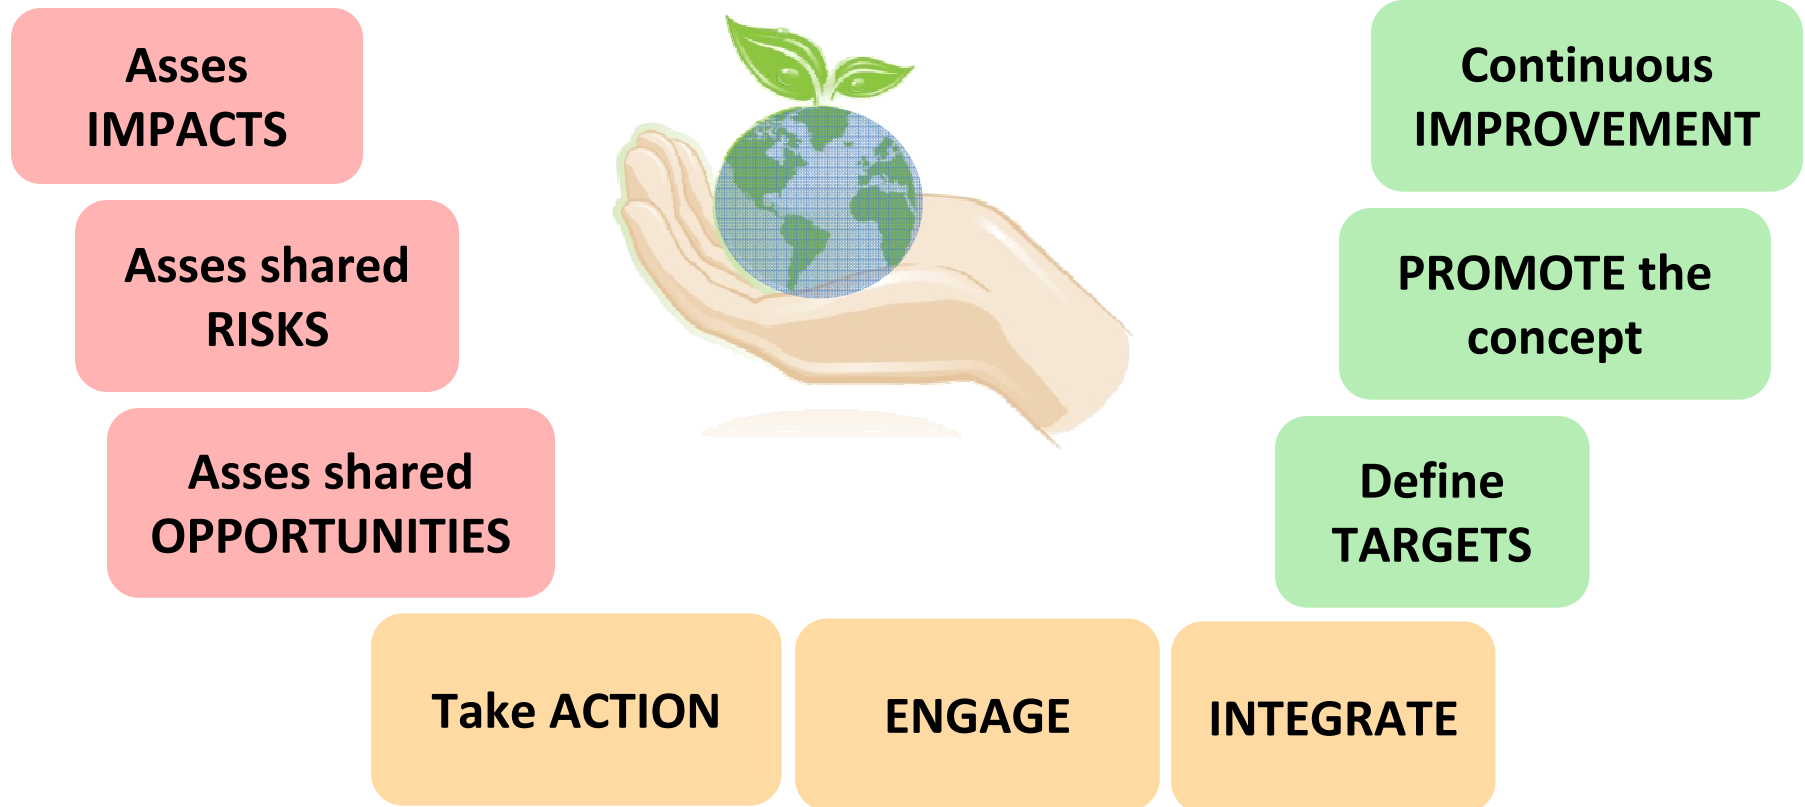 Asses
IMPACTS
Asses shared
RISKS
Asses shared
OPPORTUNITIES
Take ACTION
ENGAGE
INTEGRATE
Define
TARGETS
PROMOTE the
concept
Continuous
IMPROVEMENT